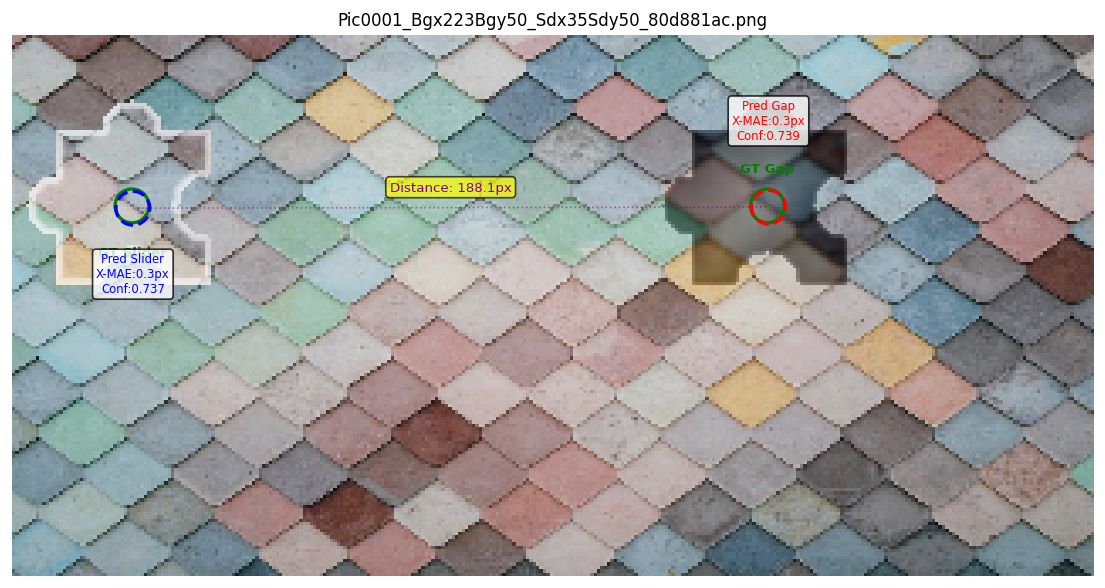 Pic0001_Bgx223Bgy50_Sdx35Sdy50_80d881ac.png
Pred Gap
X-MAE:0.3px
Conf:0.739
GT Gap
Distance: 188.1px
Pred Slider
X-MAE:0.3px
Conf:0.737